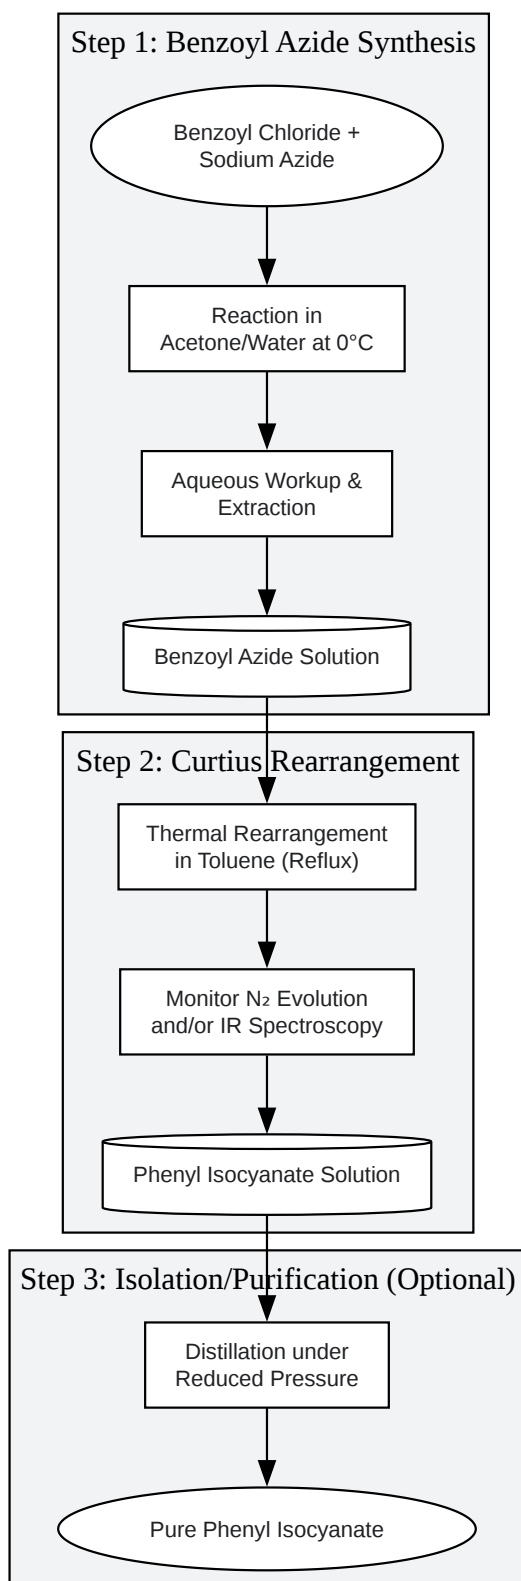 Step 1: Benzoyl Azide Synthesis
Benzoyl Chloride +
Sodium Azide
Reaction in
Acetone/Water at 0°C
Aqueous Workup &
Extraction
Benzoyl Azide Solution
Step 2: Curtius Rearrangement
Thermal Rearrangement
in Toluene (Reflux)
Monitor N₂ Evolution
and/or IR Spectroscopy
Phenyl Isocyanate Solution
Step 3: Isolation/Purification (Optional)
Distillation under
Reduced Pressure
Pure Phenyl Isocyanate